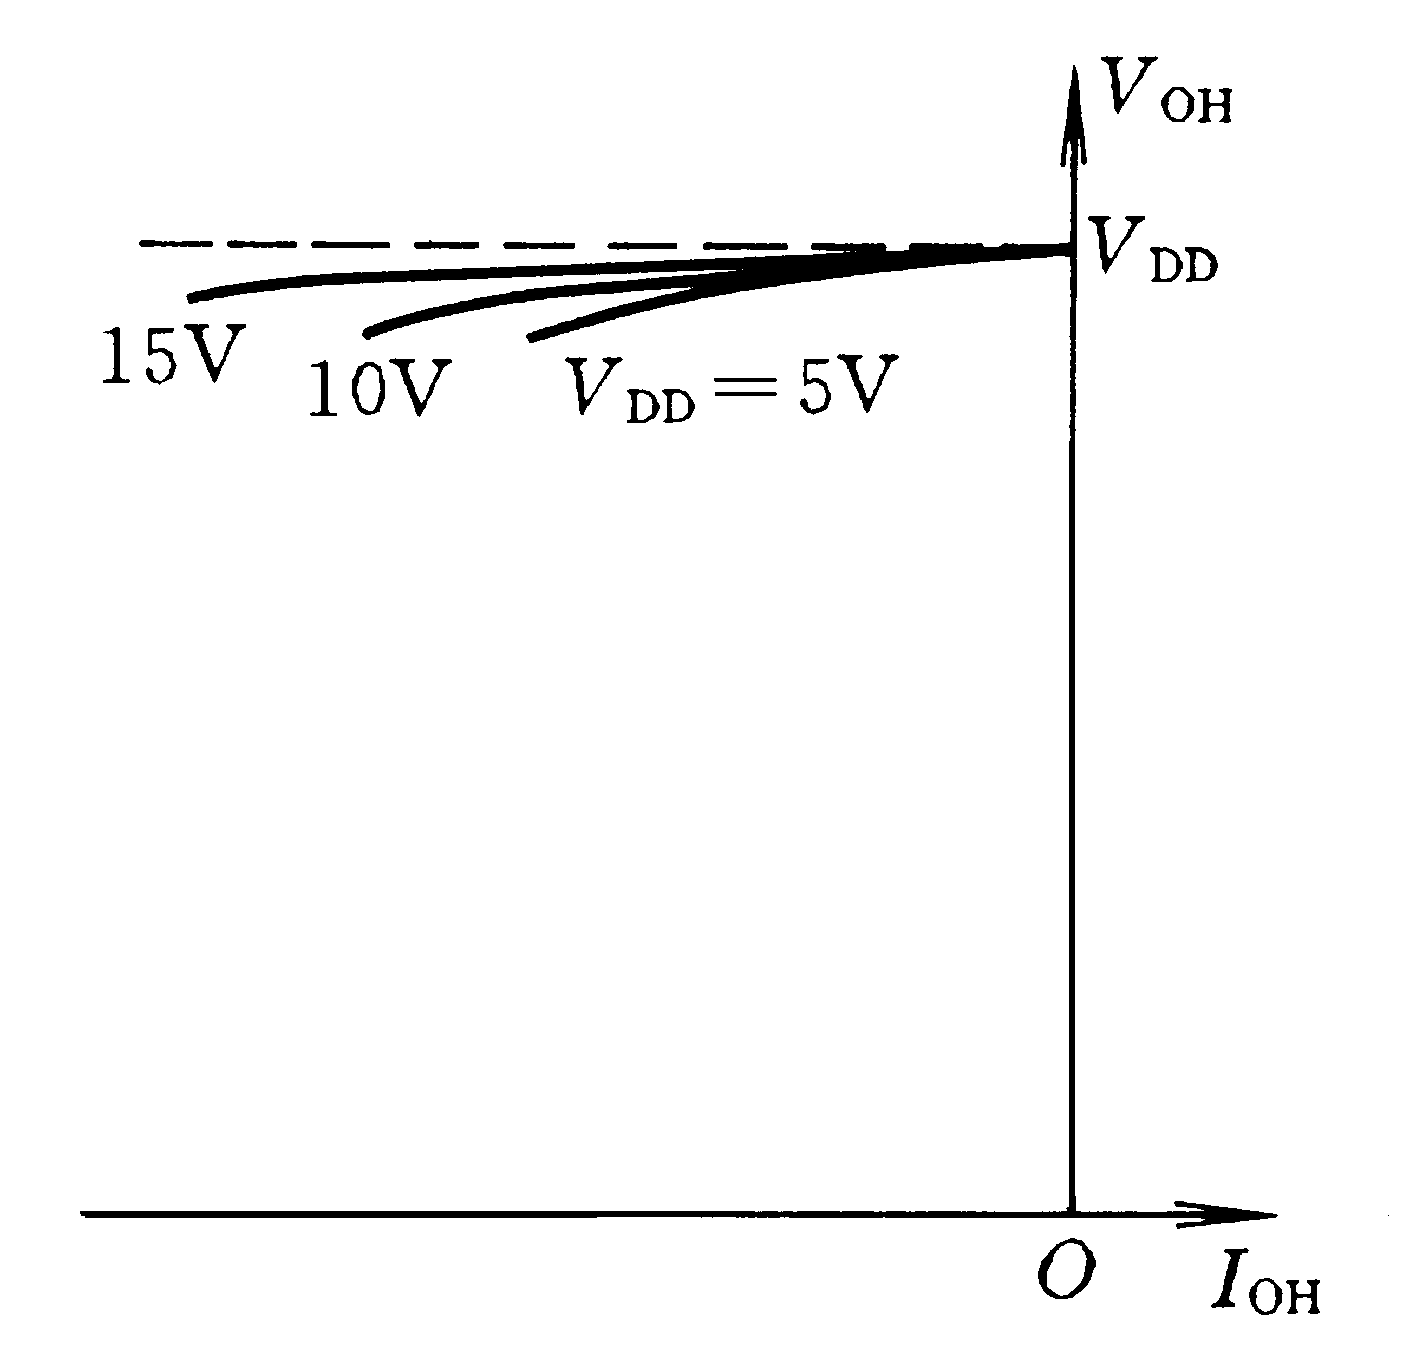 V_OH
V_DD
15V
10V
V_DD = 5V
O
I_OH